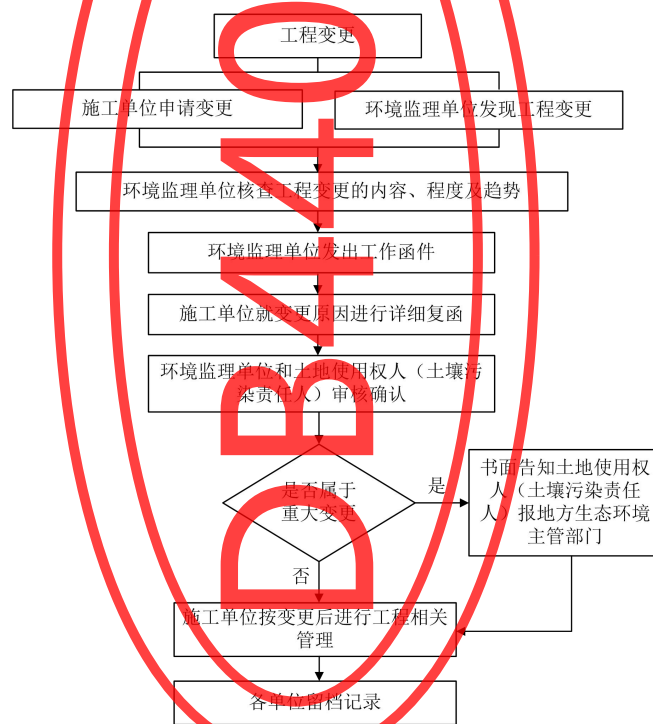 工程变更
施工单位申请变更
环境监理单位发现工程变更
环境监理单位核查工程变更的内容、程度及趋势
环境监理单位发出工作函件
施工单位就变更原因进行详细复函
环境监理单位和土地使用权人（土壤污
染责任人）审核确认
是否属于
重大变更
是
书面告知土地使用权
人（土壤污染责任
人）报地方生态环境
主管部门
否
施工单位按变更后进行工程相关
管理
各单位留档记录
DB440